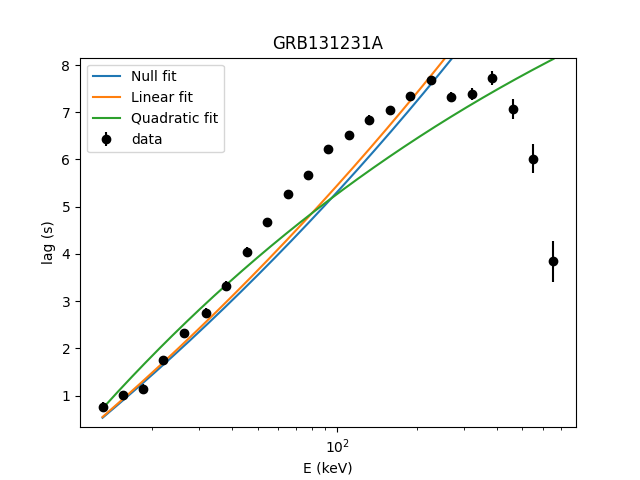 GRB131231A
8
7
6
5
4
3
2
1
lag (s)
Null fit
Linear fit
Quadratic fit
data
10²
E (keV)